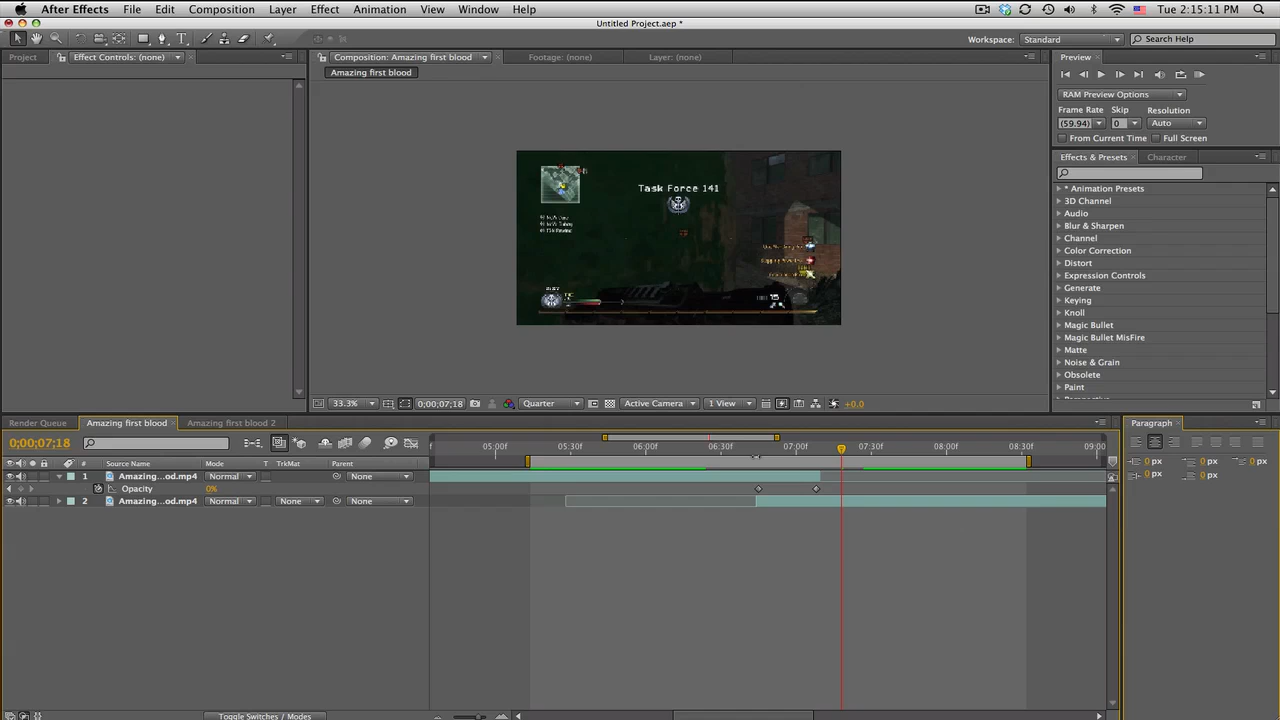 After Effects File Edit Composition Layer Effect Animation View Window Help Tue 2:15:11 PM
Untitled Project.aep *
Workspace: Standard Search Help
Project Effect Controls: (none) Composition: Amazing first blood Footage: (none) Layer: (none) Preview
Amazing first blood
RAM Preview Options
Frame Rate Skip Resolution
(59.94) 0 Auto
From Current Time Full Screen
Effects & Presets Character
Task Force 141
* Animation Presets
3D Channel
Audio
Blur & Sharpen
Channel
Color Correction
Distort
Expression Controls
Generate
Keying
Knoll
Magic Bullet
Magic Bullet MisFire
Matte
Noise & Grain
Obsolete
Paint
15
33.3% 0;00;07;18 Quarter Active Camera 1 View +0.0
Render Queue Amazing first blood Amazing first blood 2 Paragraph
0;00;07;18
05:00f 05:30f 06:00f 06:30f 07:00f 07:30f 08:00f 08:30f 09:00
# Source Name Mode T TrkMat Parent
1 Amazing...od.mp4 Normal None
Opacity 0%
2 Amazing...od.mp4 Normal None None
0 px 0 px 0 px
0 px 0 px
Toggle Switches / Modes